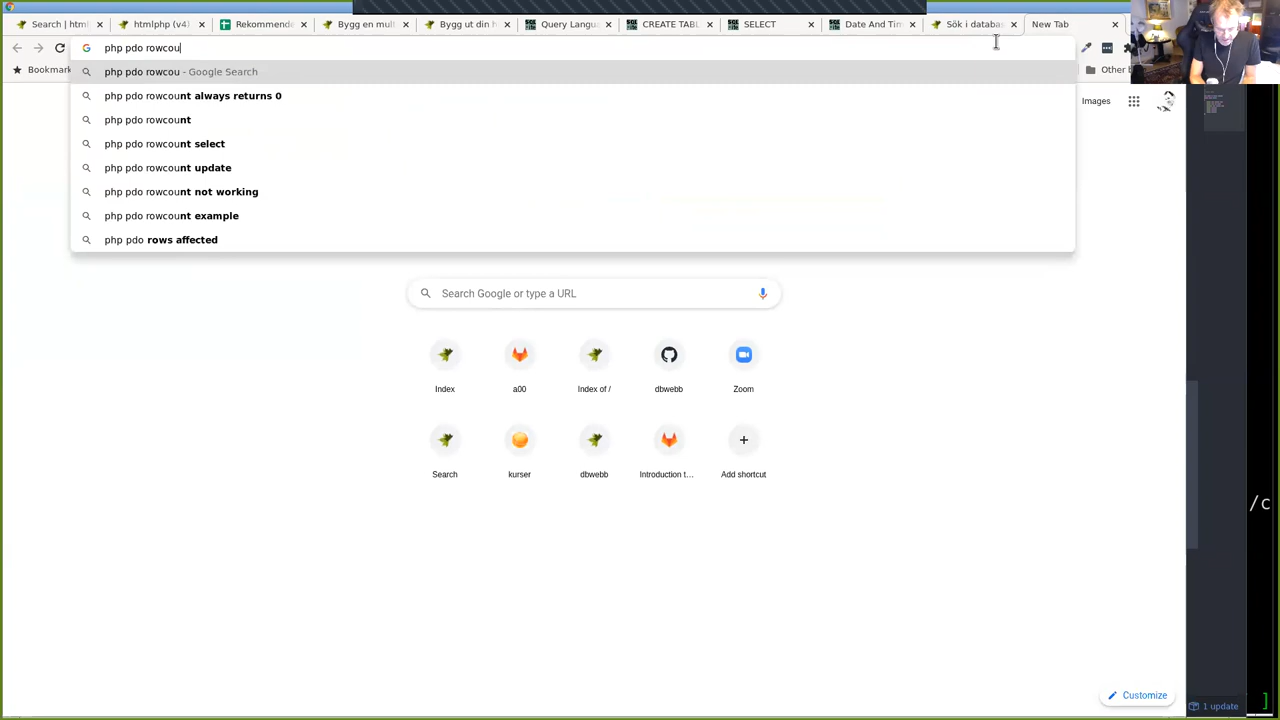 Search | html
htmlphp (v4)
Rekommende
Bygg en mul
Bygg ut din h
Query Langu
CREATE TABL
SELECT
Date And Tim
Sök i databa
New Tab
php pdo rowcou
Bookmark
Other b
php pdo rowcou - Google Search
php pdo rowcount always returns 0
php pdo rowcount
php pdo rowcount select
php pdo rowcount update
php pdo rowcount not working
php pdo rowcount example
php pdo rows affected
Images
Search Google or type a URL
Index
a00
Index of /
dbwebb
Zoom
Search
kurser
dbwebb
Introduction t...
Add shortcut
/c
Customize
1 update
]